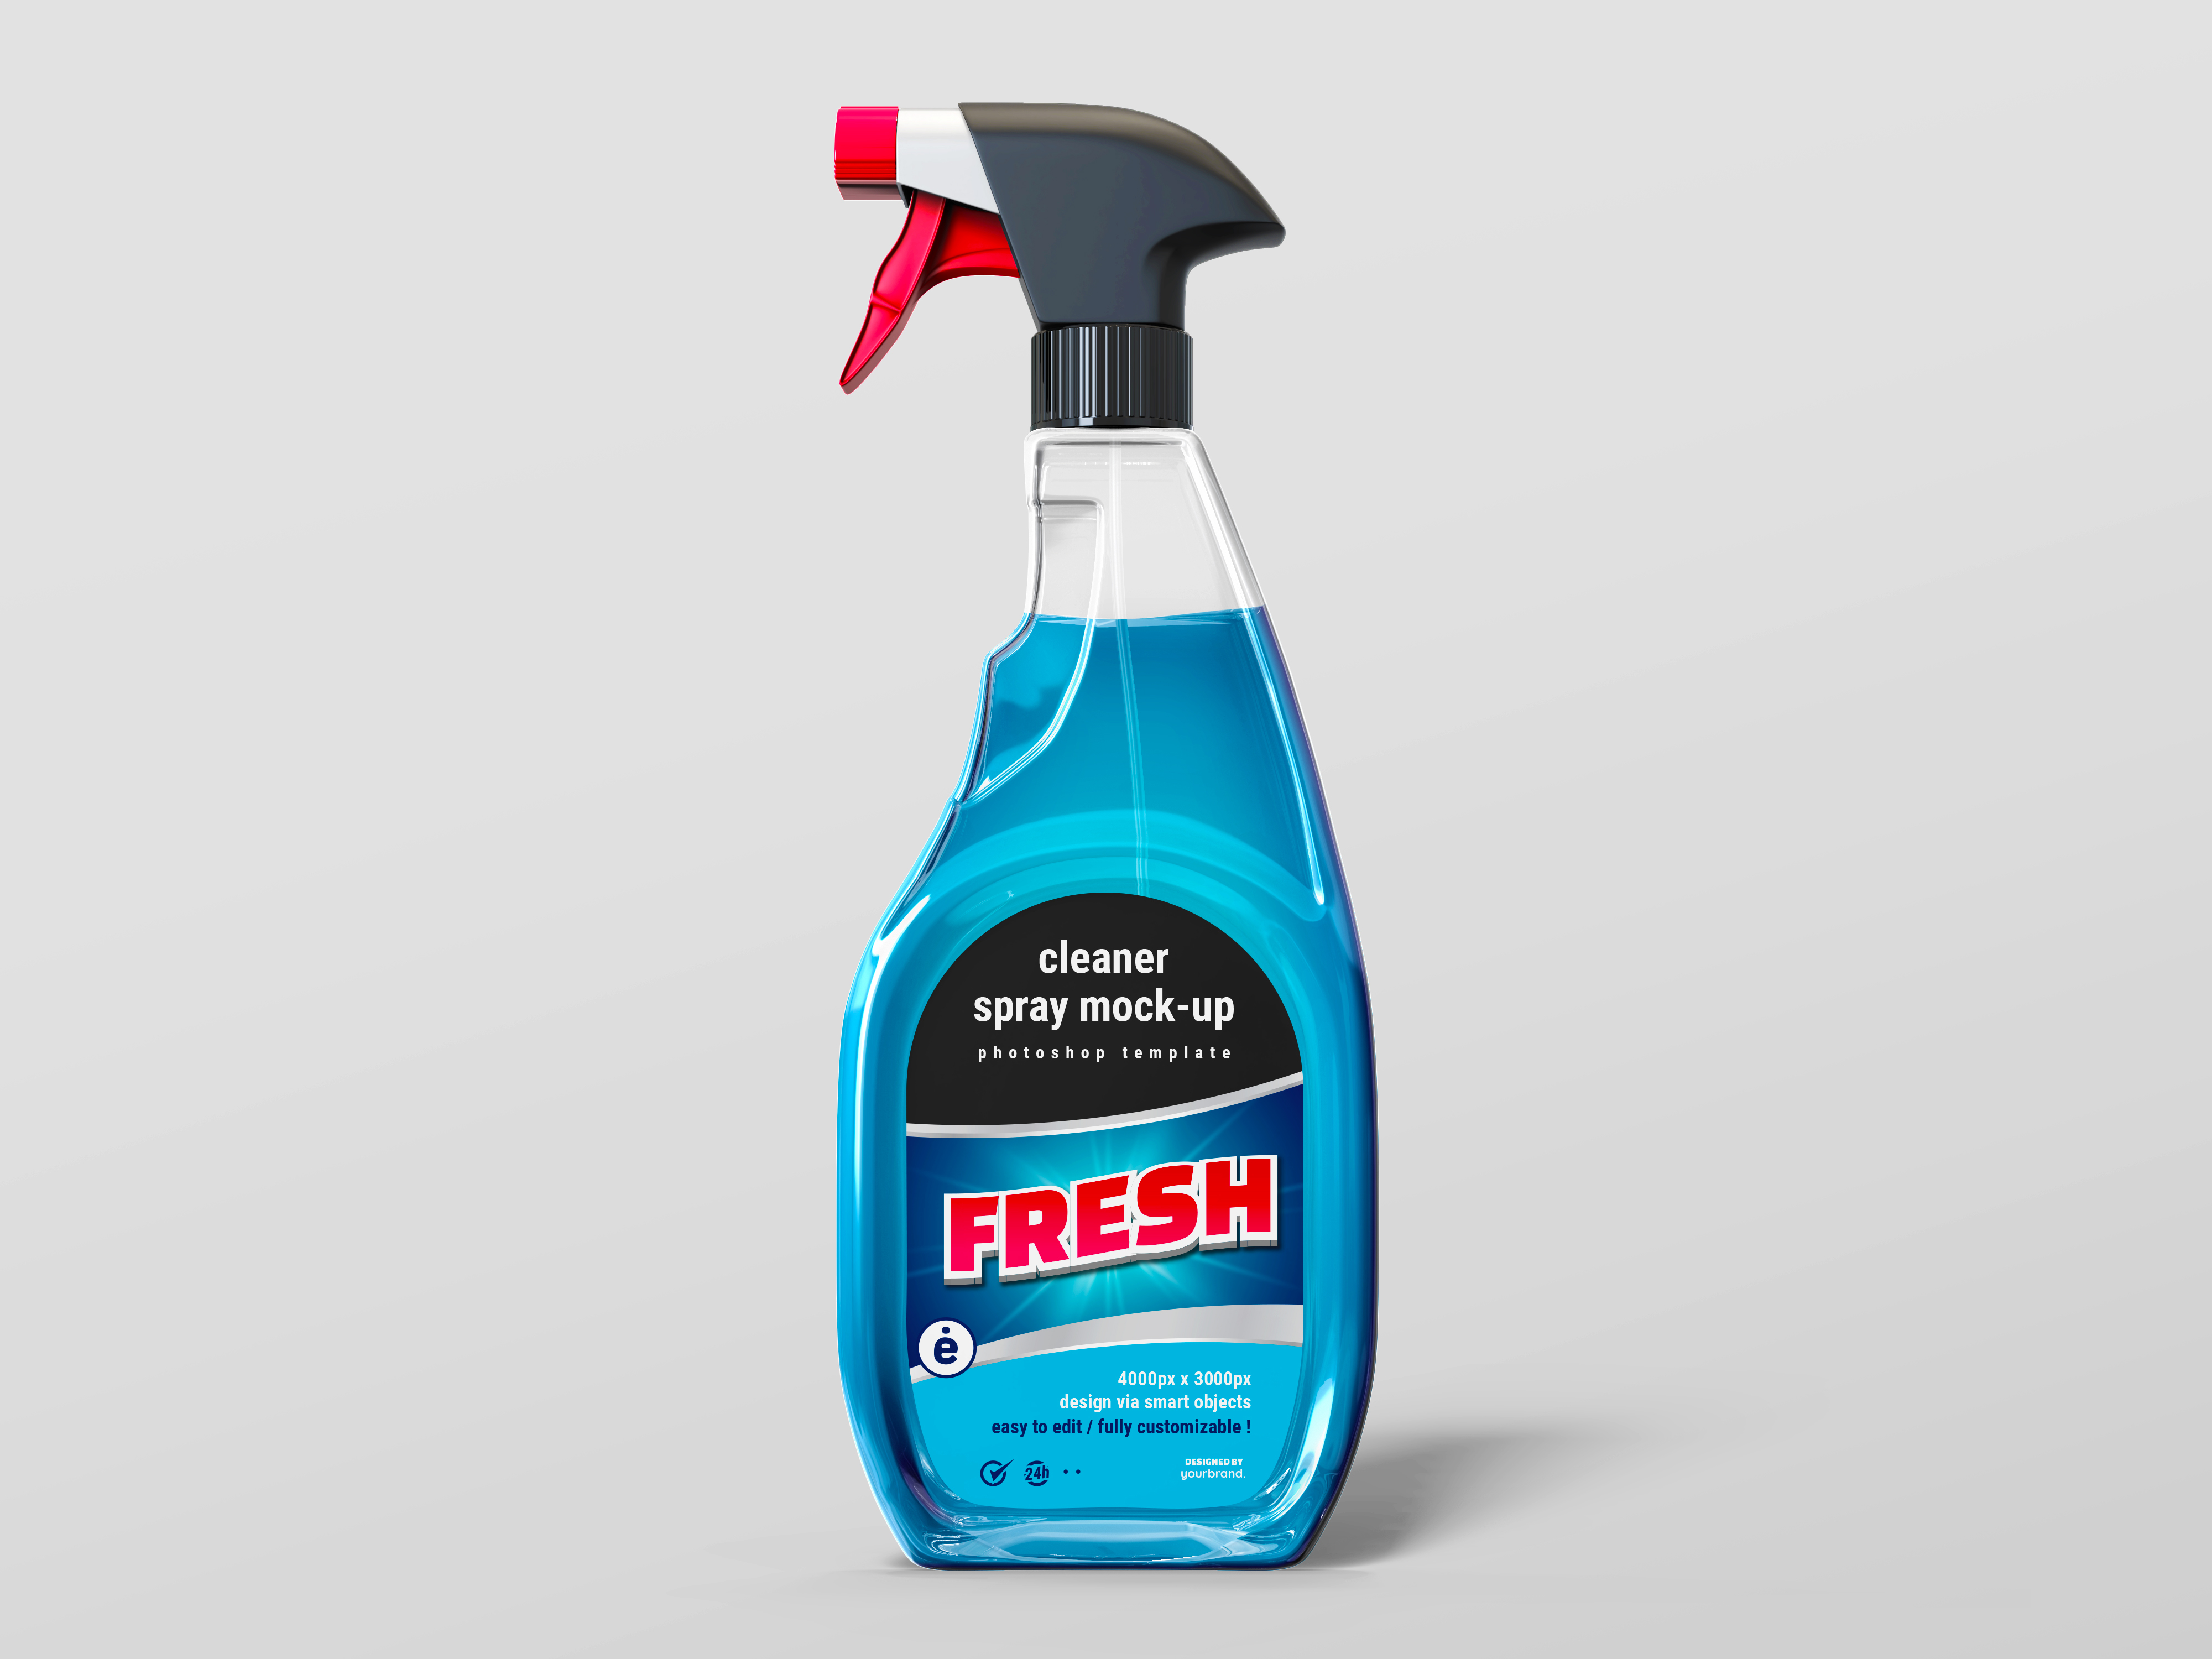 cleaner
spray mock-up
photoshop template
FRESH
ė
4000px x 3000px
design via smart objects
easy to edit / fully customizable !
24h
DESIGNED BY
yourbrand.